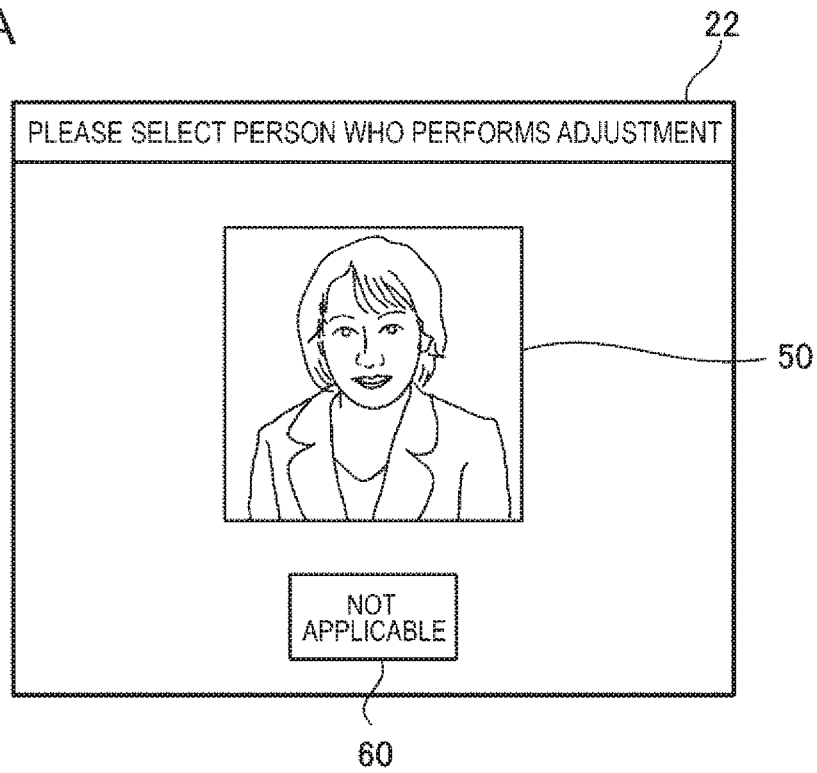 A
22
PLEASE SELECT PERSON WHO PERFORMS ADJUSTMENT
50
NOT
APPLICABLE
60